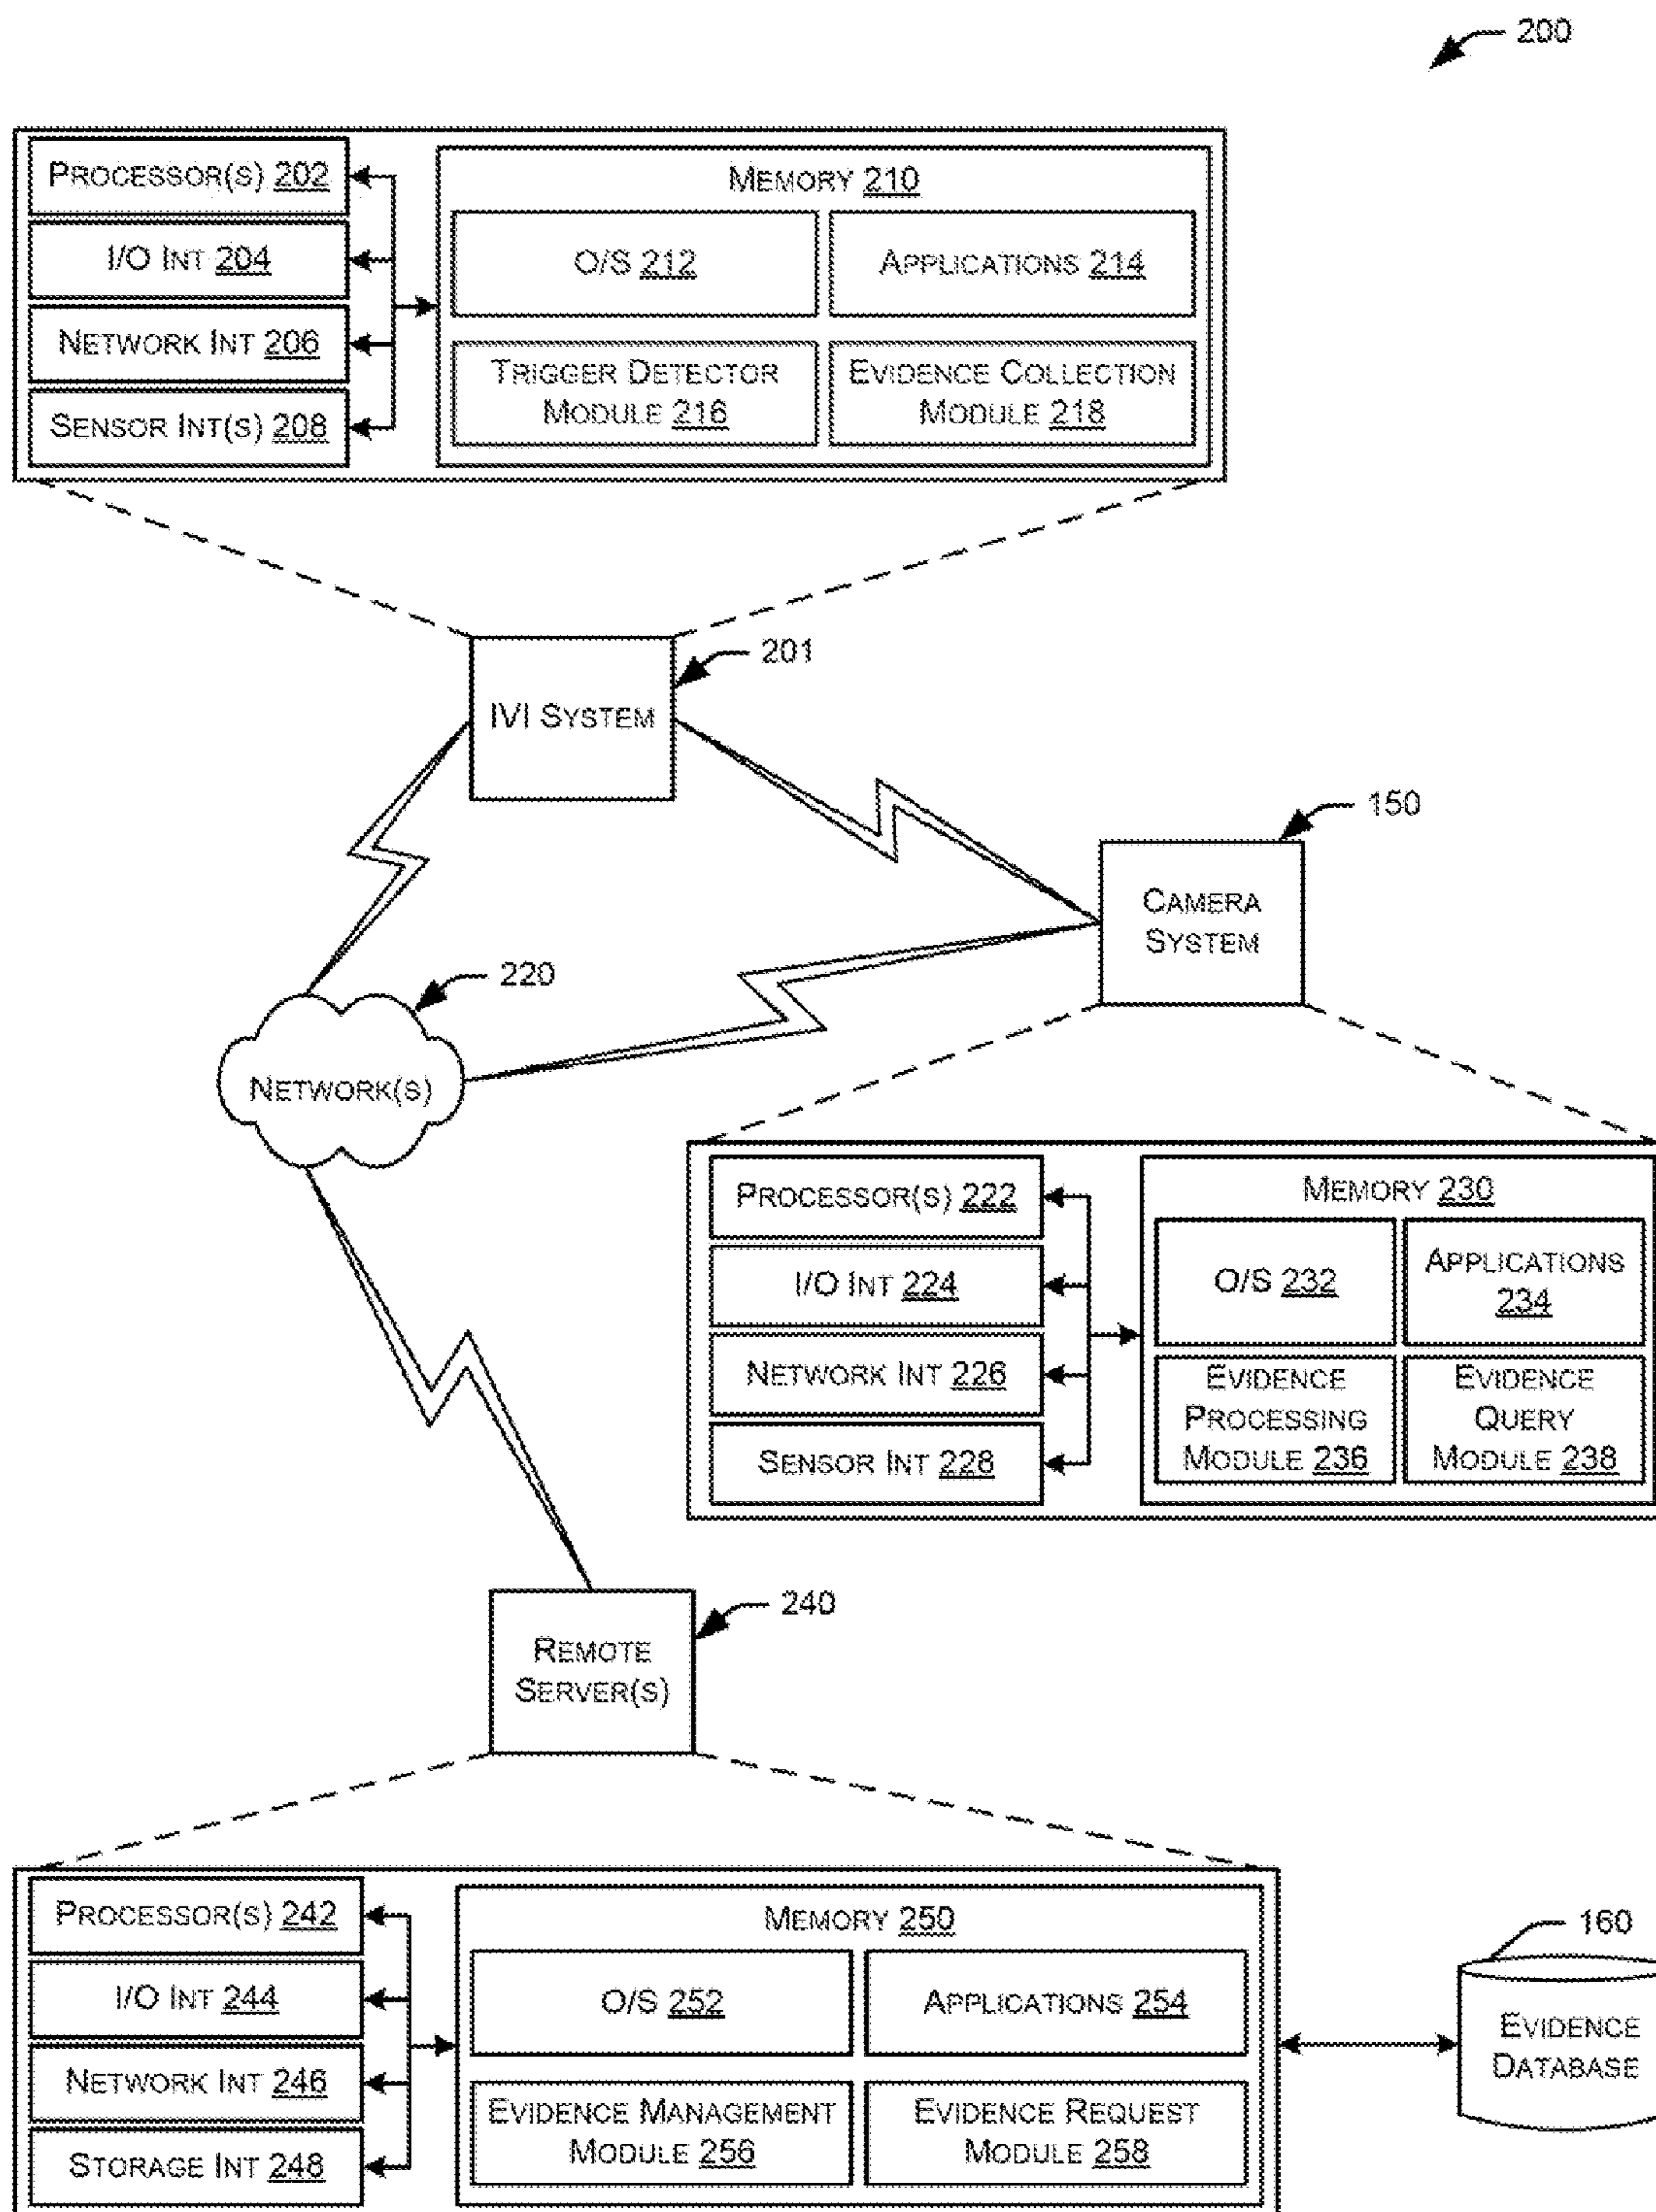 200
PROCESSOR(S) 202
I/O INT 204
NETWORK INT 206
SENSOR INT(S) 208
MEMORY 210
O/S 212
APPLICATIONS 214
TRIGGER DETECTOR
MODULE 216
EVIDENCE COLLECTION
MODULE 218
201
IVI SYSTEM
150
CAMERA
SYSTEM
220
NETWORK(S)
PROCESSOR(S) 222
I/O INT 224
NETWORK INT 226
SENSOR INT 228
MEMORY 230
O/S 232
APPLICATIONS
234
EVIDENCE
PROCESSING
MODULE 236
EVIDENCE
QUERY
MODULE 238
240
REMOTE
SERVER(S)
PROCESSOR(S) 242
I/O INT 244
NETWORK INT 246
STORAGE INT 248
MEMORY 250
O/S 252
APPLICATIONS 254
EVIDENCE MANAGEMENT
MODULE 256
EVIDENCE REQUEST
MODULE 258
160
EVIDENCE
DATABASE